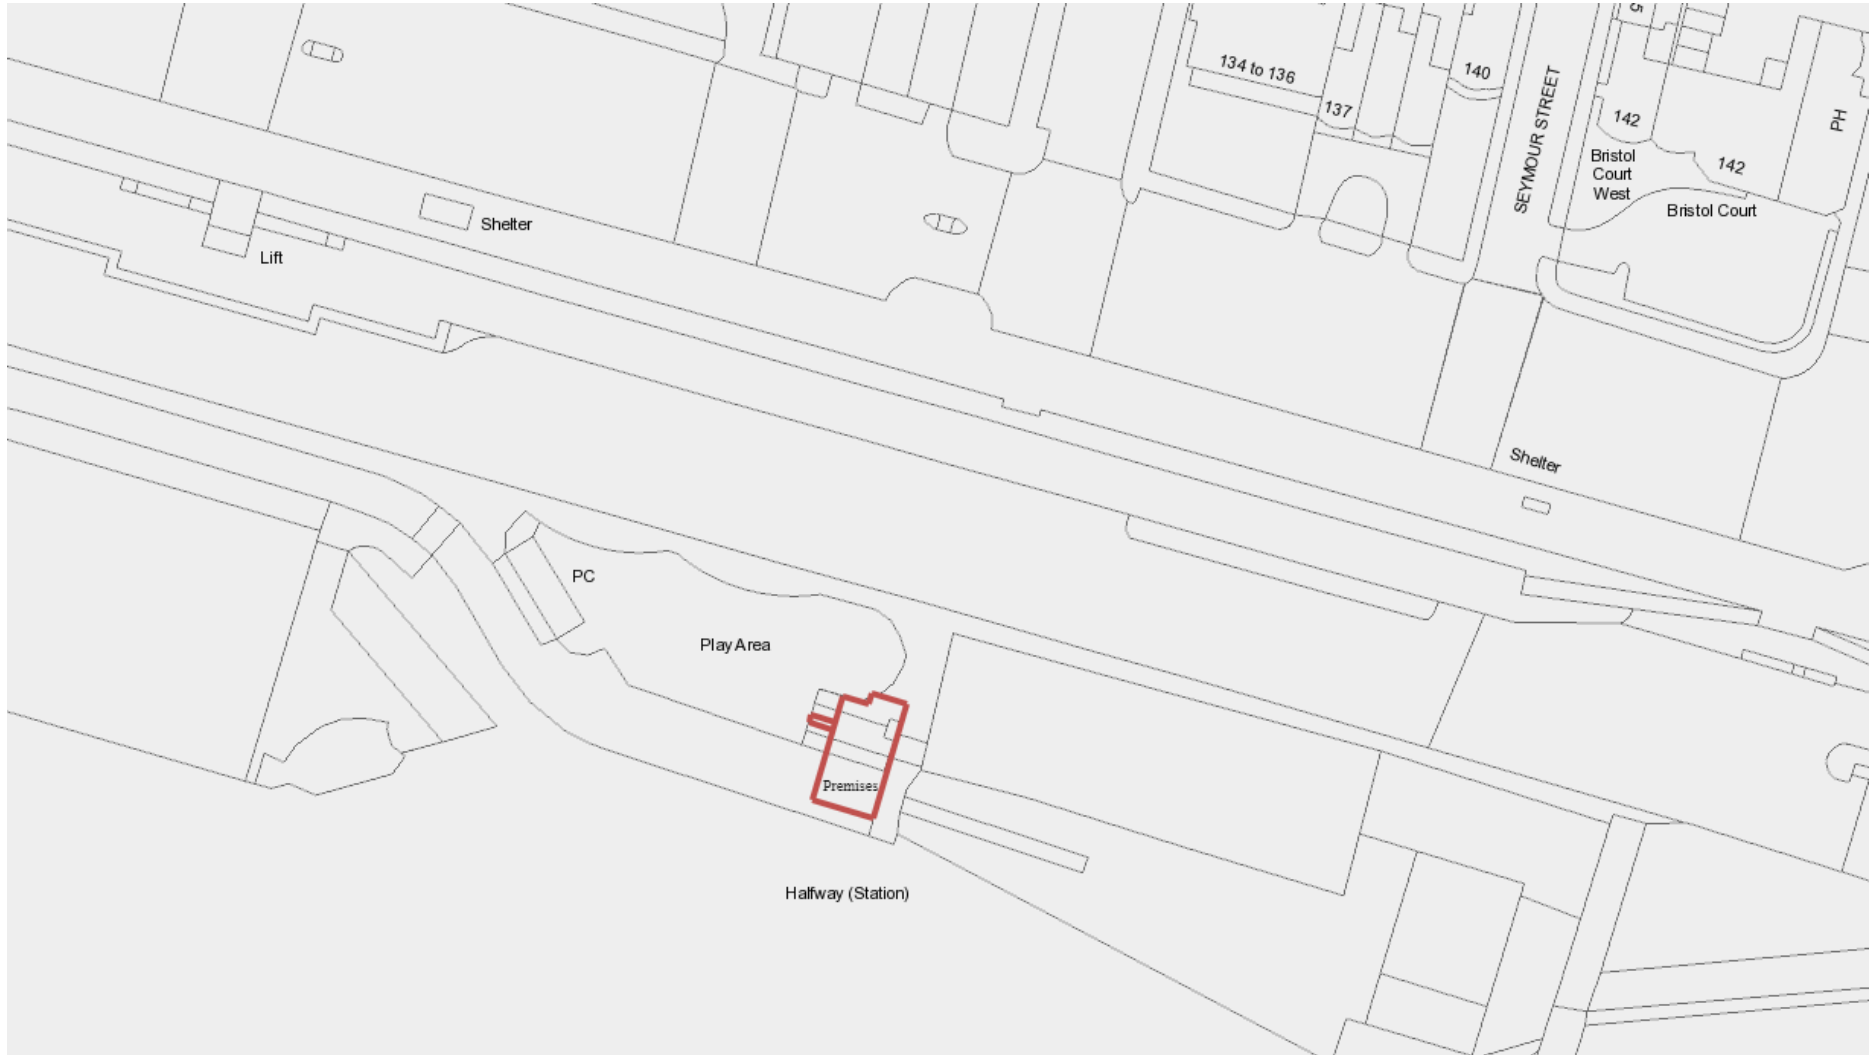 5
134 to 136
140
137
SEYMOUR STREET
142
PH
Bristol
Court
West
142
Bristol Court
Shelter
Lift
Shelter
PC
Play Area
Premises
Halfway (Station)